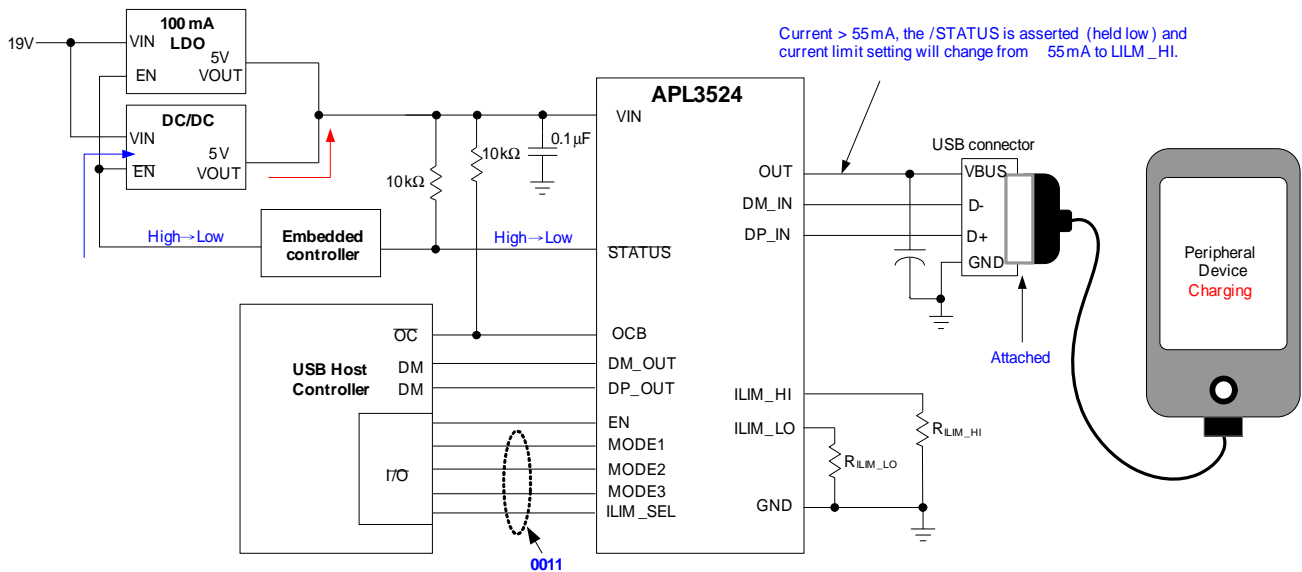 100 mA
LDO
19V
VIN
5V
EN
VOUT
DC/DC
VIN
5V
EN
VOUT
High→Low
Embedded
controller
High→Low
10kΩ
10kΩ
0.1μF
APL3524
VIN
STATUS
OCB
DM_OUT
DP_OUT
EN
MODE1
MODE2
MODE3
ILIM_SEL
OUT
DM_IN
DP_IN
ILIM_HI
ILIM_LO
GND
USB Host
Controller
OC
DM
DM
I/O
0011
Current > 55mA, the /STATUS is asserted (held low) and
current limit setting will change from 55mA to LILM_HI.
USB connector
VBUS
D-
D+
GND
Attached
RILIM_HI
RILIM_LO
Peripheral
Device
Charging